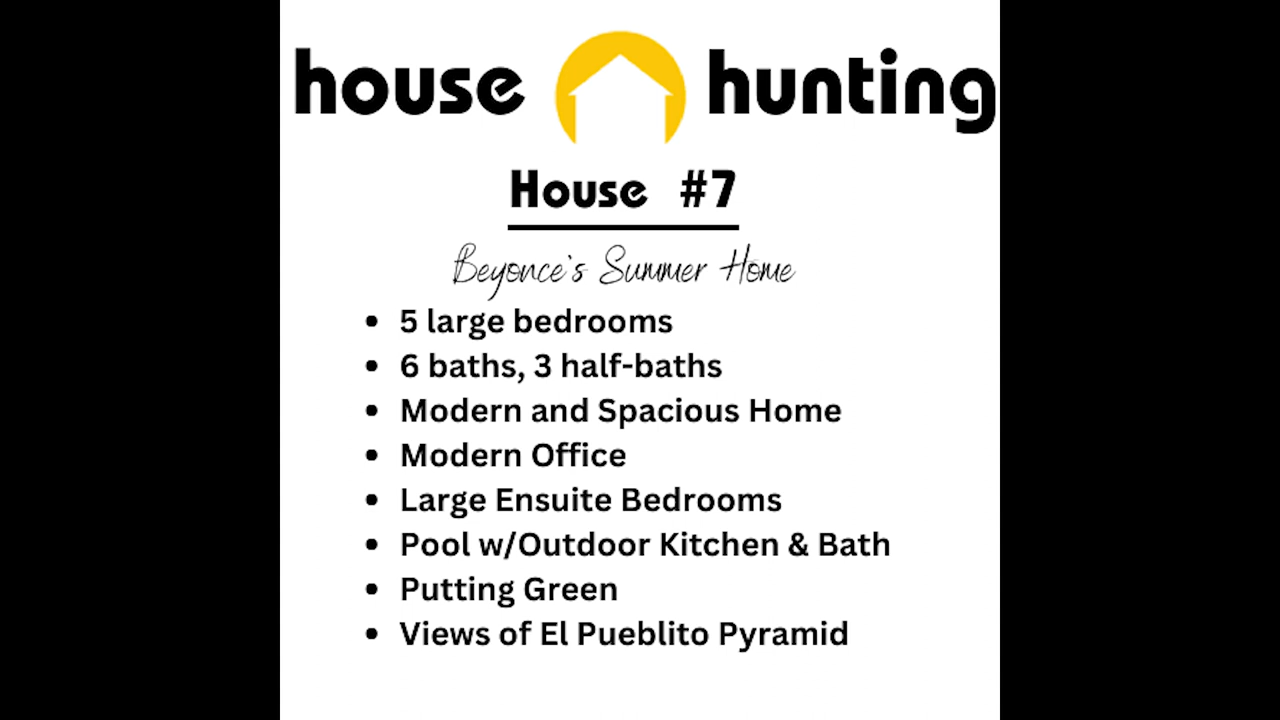 house hunting
House #7
Beyonce's Summer Home
• 5 large bedrooms
• 6 baths, 3 half-baths
• Modern and Spacious Home
• Modern Office
• Large Ensuite Bedrooms
• Pool w/Outdoor Kitchen & Bath
• Putting Green
• Views of El Pueblito Pyramid